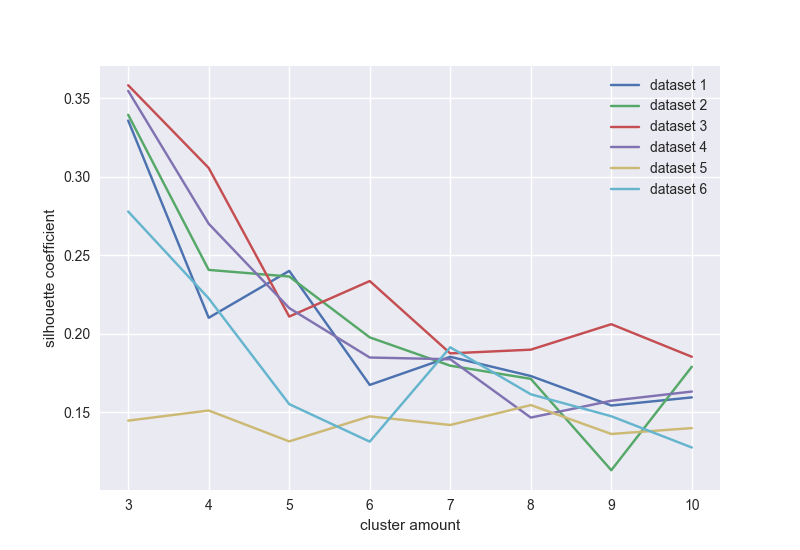 dataset 1
dataset 2
dataset 3
dataset 4
dataset 5
dataset 6
silhouette coefficient
0.35
0.30
0.25
0.20
0.15
3 4 5 6 7 8 9 10
cluster amount